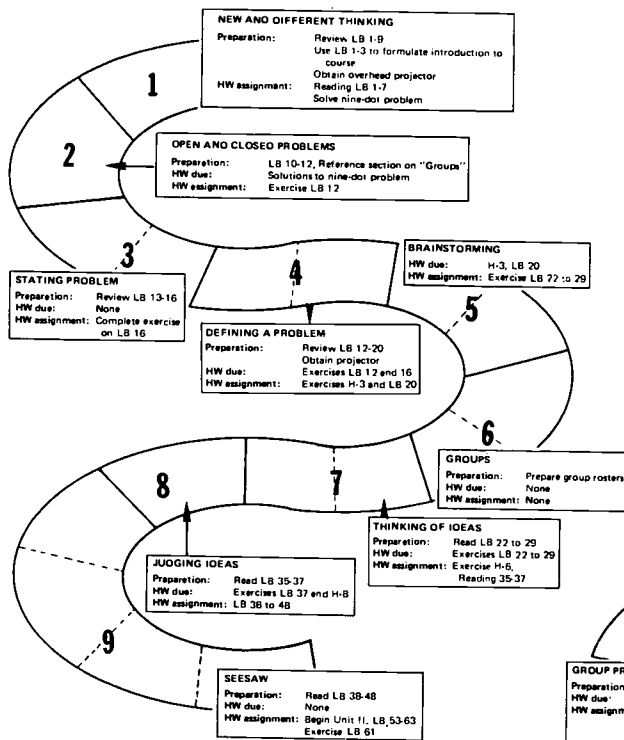 NEW AND DIFFERENT THINKING
Preparation: Review LB 1-9
Use LB 1-3 to formulate introduction to
course
Obtain overhead projector
HW assignment: Reading LB 1-7
Solve nine-dot problem
1
2
OPEN AND CLOSED PROBLEMS
Preparation: LB 10-12, Reference section on "Groups"
HW due: Solutions to nine-dot problem
HW assignment: Exercise LB 12
3
STATING PROBLEM
Preparation: Review LB 13-16
HW due: None
HW assignment: Complete exercise
on LB 16
4
DEFINING A PROBLEM
Preparation: Review LB 12-20
Obtain projector
HW due: Exercises LB 12 end 16
HW assignment: Exercises H-3 and LB 20
BRAINSTORMING
HW due: H-3, LB 20
HW assignment: Exercise LB 22 to 29
5
6
GROUPS
Preparation: Prepare group rosters
HW due: None
HW assignment: None
7
THINKING OF IDEAS
Preparation: Read LB 22 to 29
HW due: Exercises LB 22 to 29
HW assignment: Exercise H-6,
Reading 35-37
8
JUDGING IDEAS
Preparation: Read LB 35-37
HW due: Exercises LB 37 end H-8
HW assignment: LB 38 to 48
9
SEESAW
Preparation: Read LB 38-48
HW due: None
HW assignment: Begin Unit II, LB 53-63
Exercise LB 61
GROUP PR
Preparation
HW due:
HW assignm